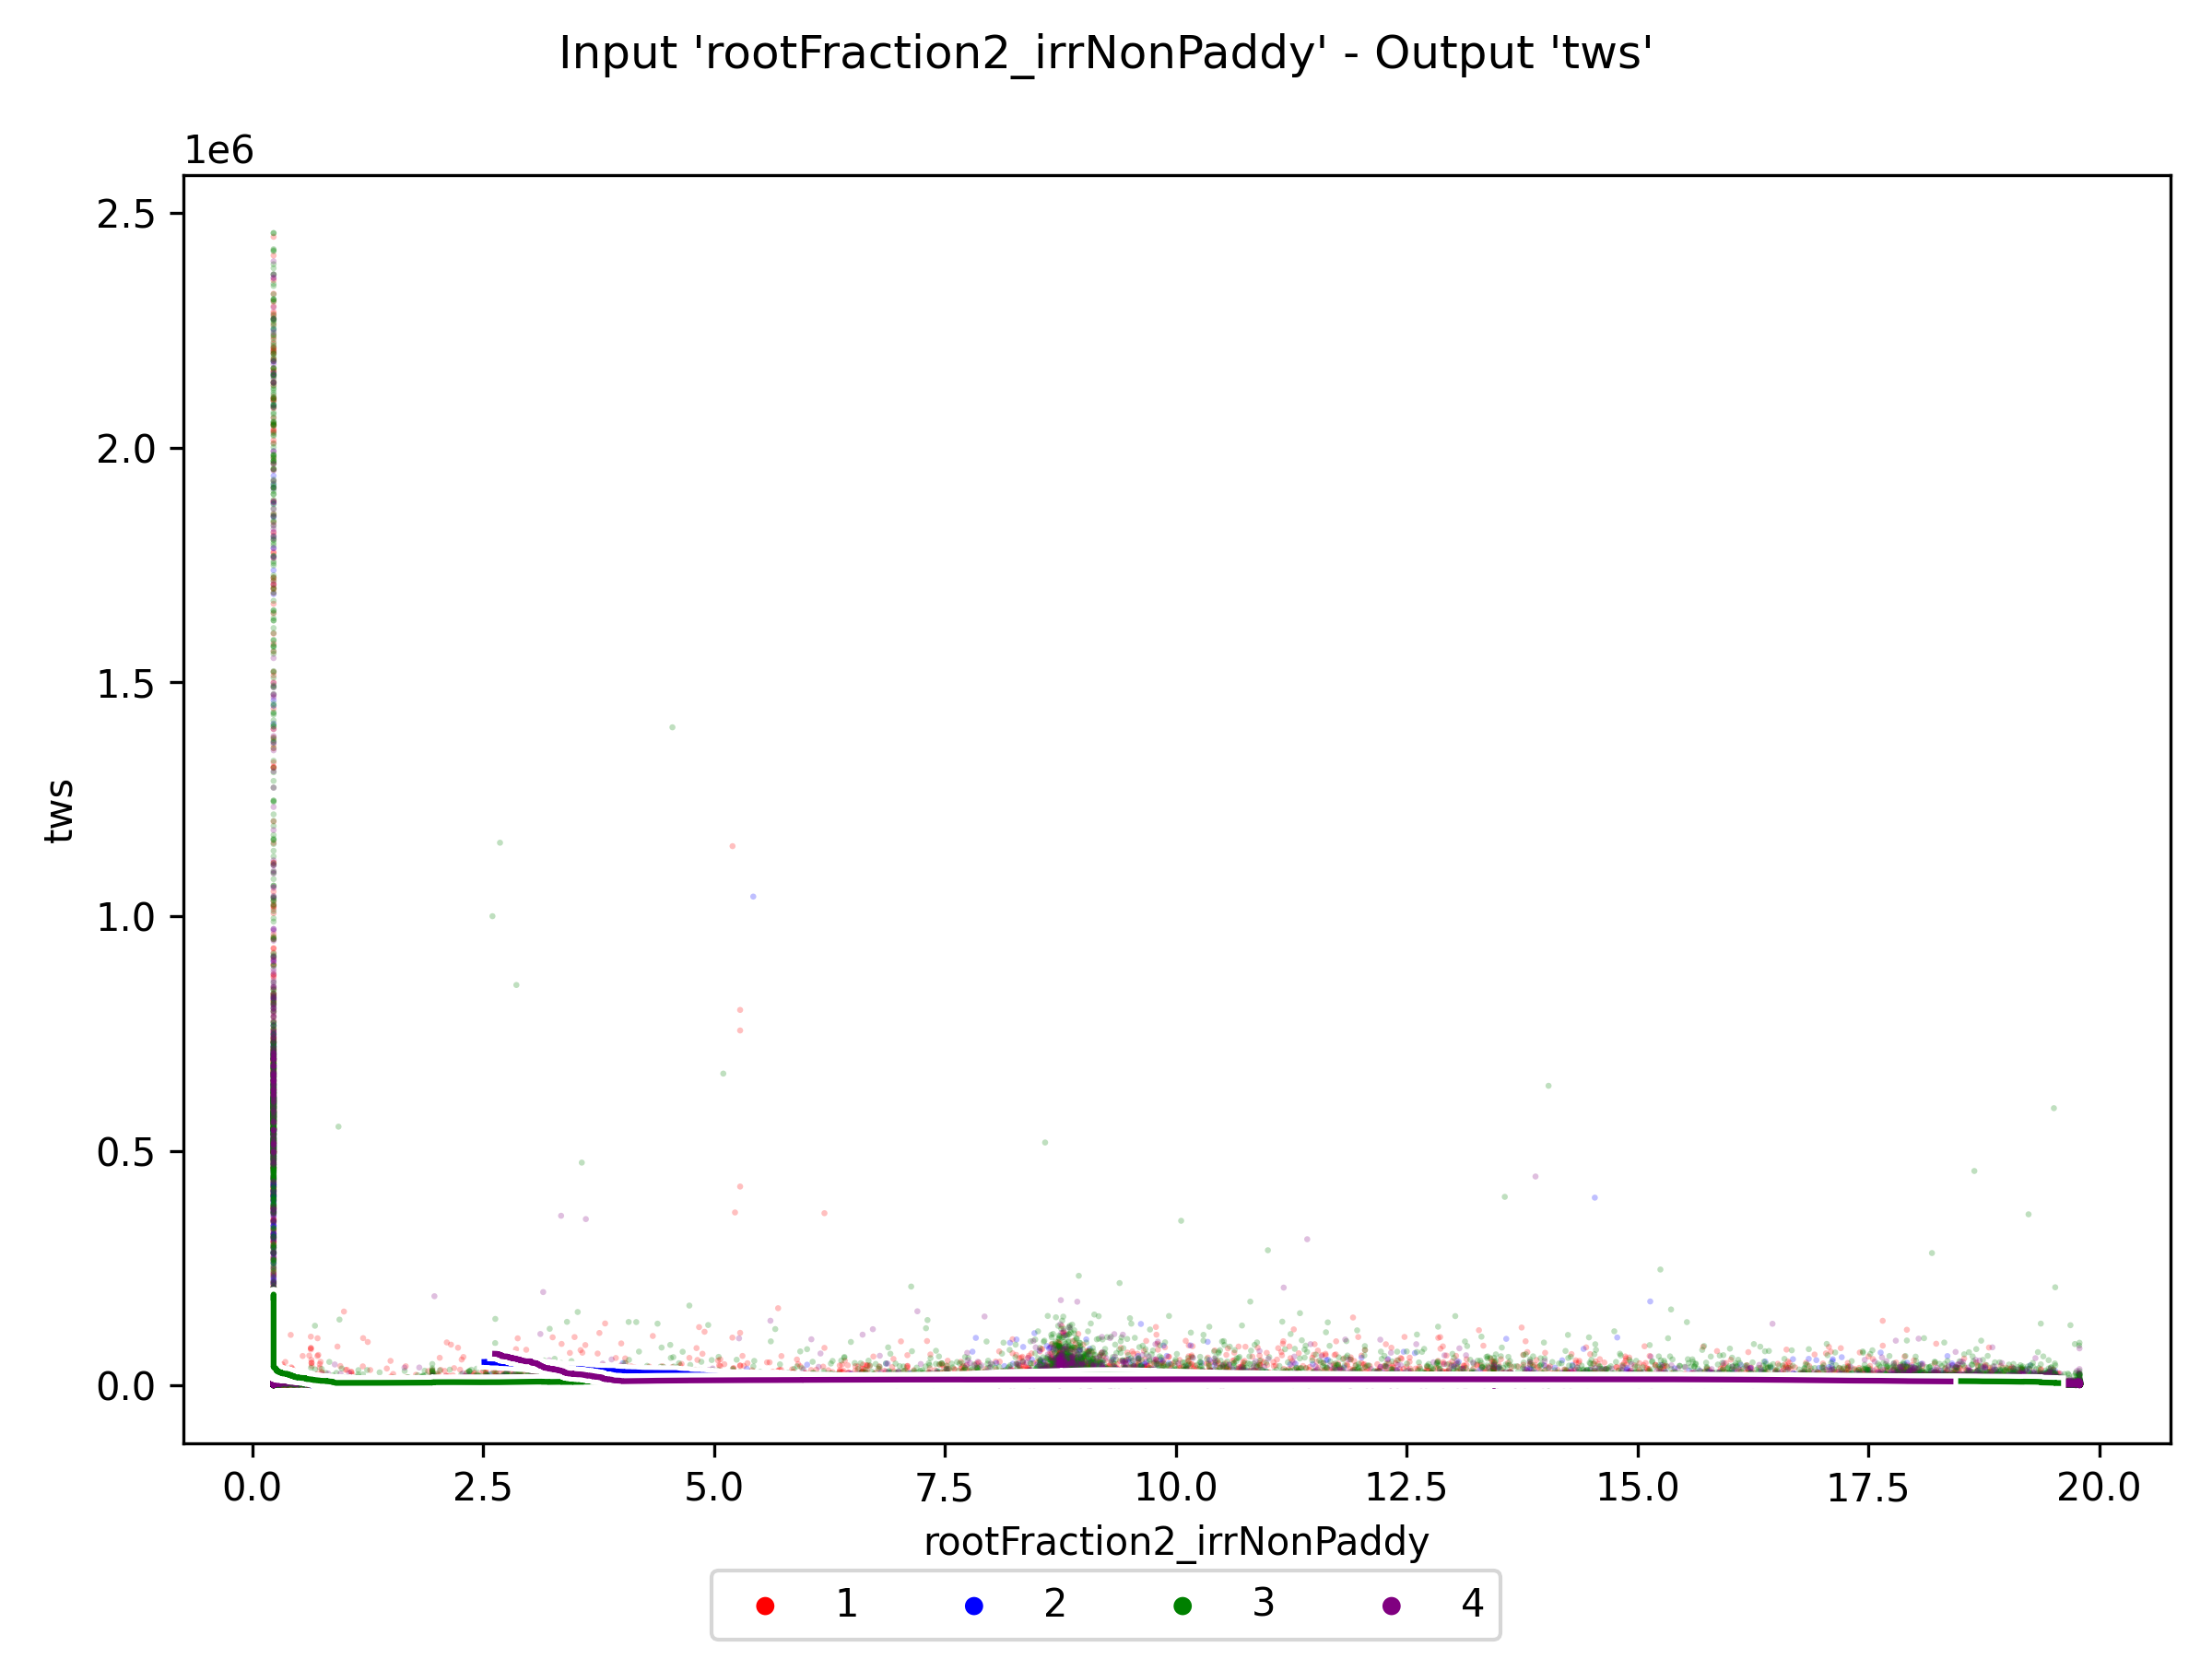 Input 'rootFraction2_irrNonPaddy' - Output 'tws'
1e6
2.5
2.0
1.5
1.0
0.5
0.0
tws
0.0 2.5 5.0 7.5 10.0 12.5 15.0 17.5 20.0
rootFraction2_irrNonPaddy
1 2 3 4